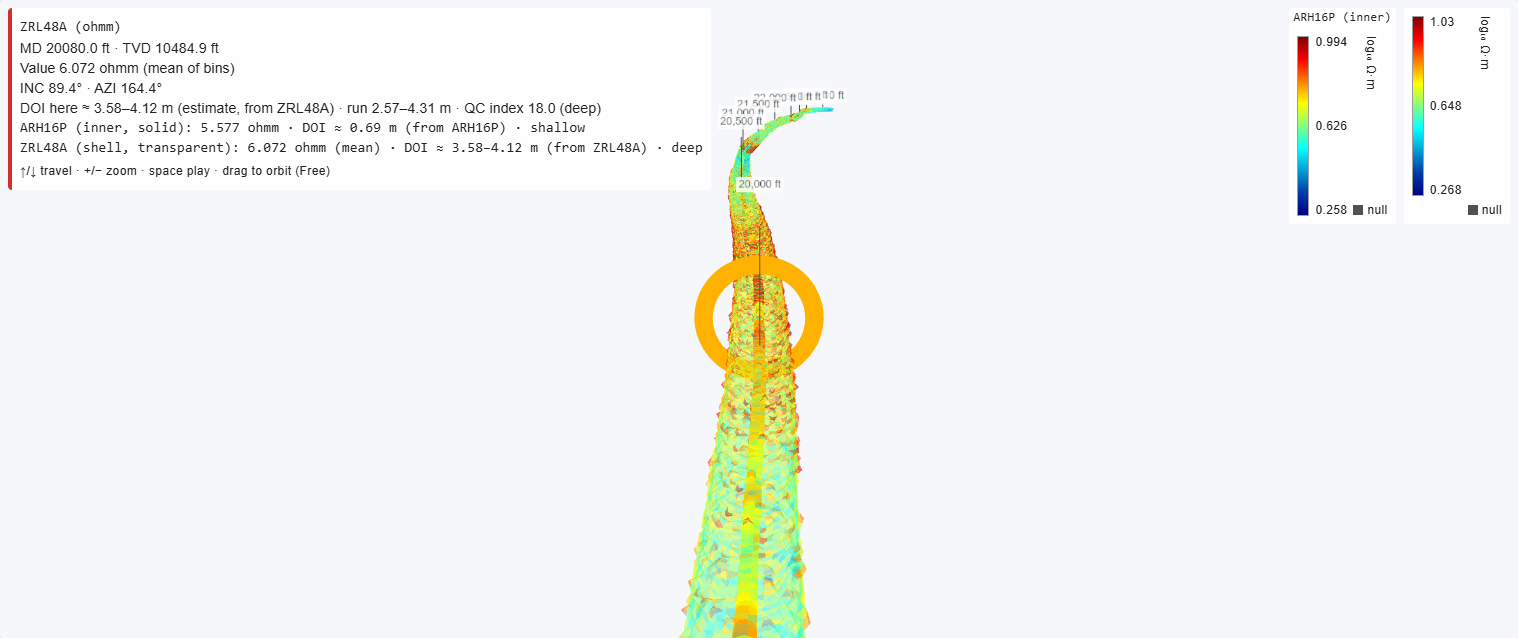 ZRL48A (ohmm)
MD 20080.0 ft · TVD 10484.9 ft
Value 6.072 ohmm (mean of bins)
INC 89.4° · AZI 164.4°
DOI here ≈ 3.58–4.12 m (estimate, from ZRL48A) · run 2.57–4.31 m · QC index 18.0 (deep)
ARH16P (inner, solid): 5.577 ohmm · DOI ≈ 0.69 m (from ARH16P) · shallow
ZRL48A (shell, transparent): 6.072 ohmm (mean) · DOI ≈ 3.58–4.12 m (from ZRL48A) · deep
↑/↓ travel · +/− zoom · space play · drag to orbit (Free)
ARH16P (inner)
0.994
0.626
0.258
null
log₁₀ Ω·m
1.03
0.648
0.268
null
log₁₀ Ω·m
21,500 ft
21,000 ft
20,500 ft
20,000 ft